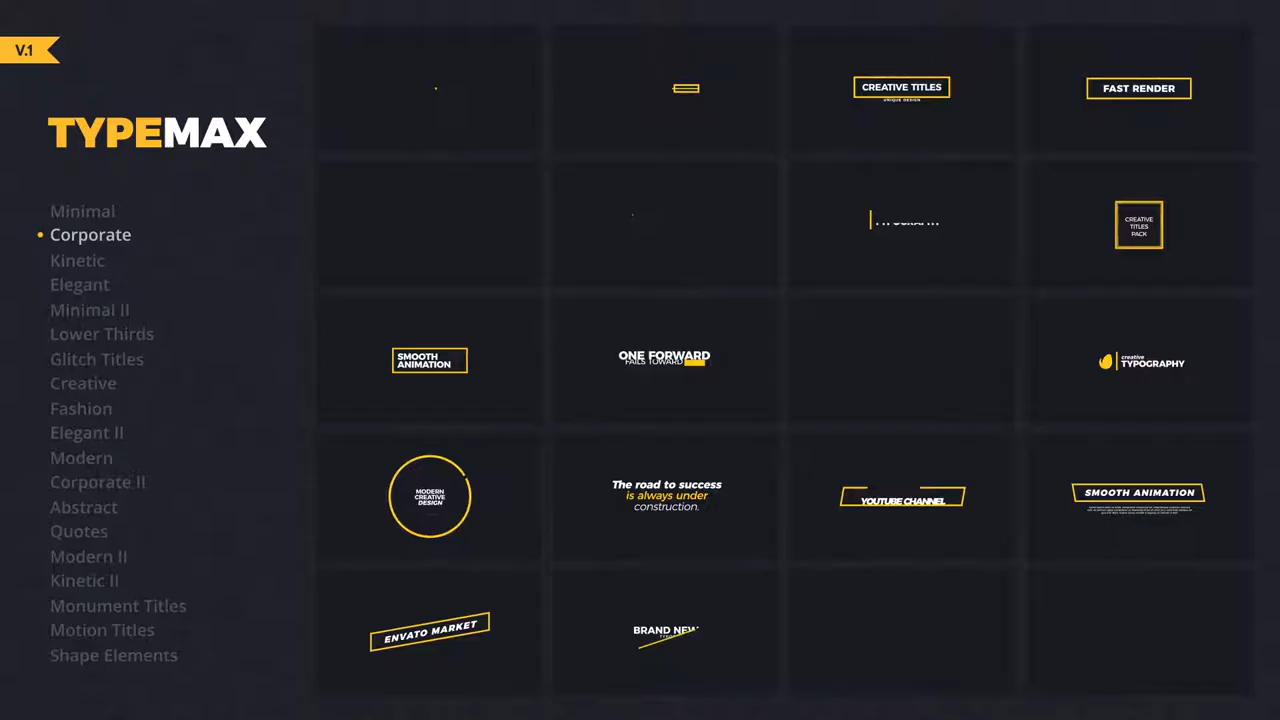 V.1
TYPEMAX
Minimal
Corporate
Kinetic
Elegant
Minimal II
Lower Thirds
Glitch Titles
Creative
Fashion
Elegant II
Modern
Corporate II
Abstract
Quotes
Modern II
Kinetic II
Monument Titles
Motion Titles
Shape Elements
CREATIVE TITLES
UNIQUE DESIGN
FAST RENDER
CREATIVE
TITLES
PACK
SMOOTH
ANIMATION
ONE FORWARD
FAILS TOWARD
creative
TYPOGRAPHY
MODERN
CREATIVE
DESIGN
The road to success
is always under
construction.
YOUTUBE CHANNEL
SMOOTH ANIMATION
ENVATO MARKET
BRAND NEW